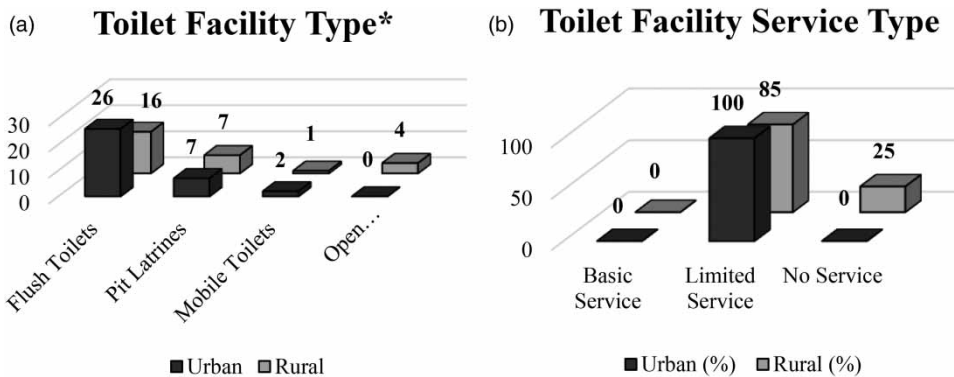 (a) Toilet Facility Type*
26
16
7
7
2
1
0
4
30
20
10
0
Flush Toilets
Pit Latrines
Mobile Toilets
Open…
Urban Rural
(b) Toilet Facility Service Type
0
0
100
85
0
25
100
50
0
Basic Service
Limited Service
No Service
Urban (%) Rural (%)